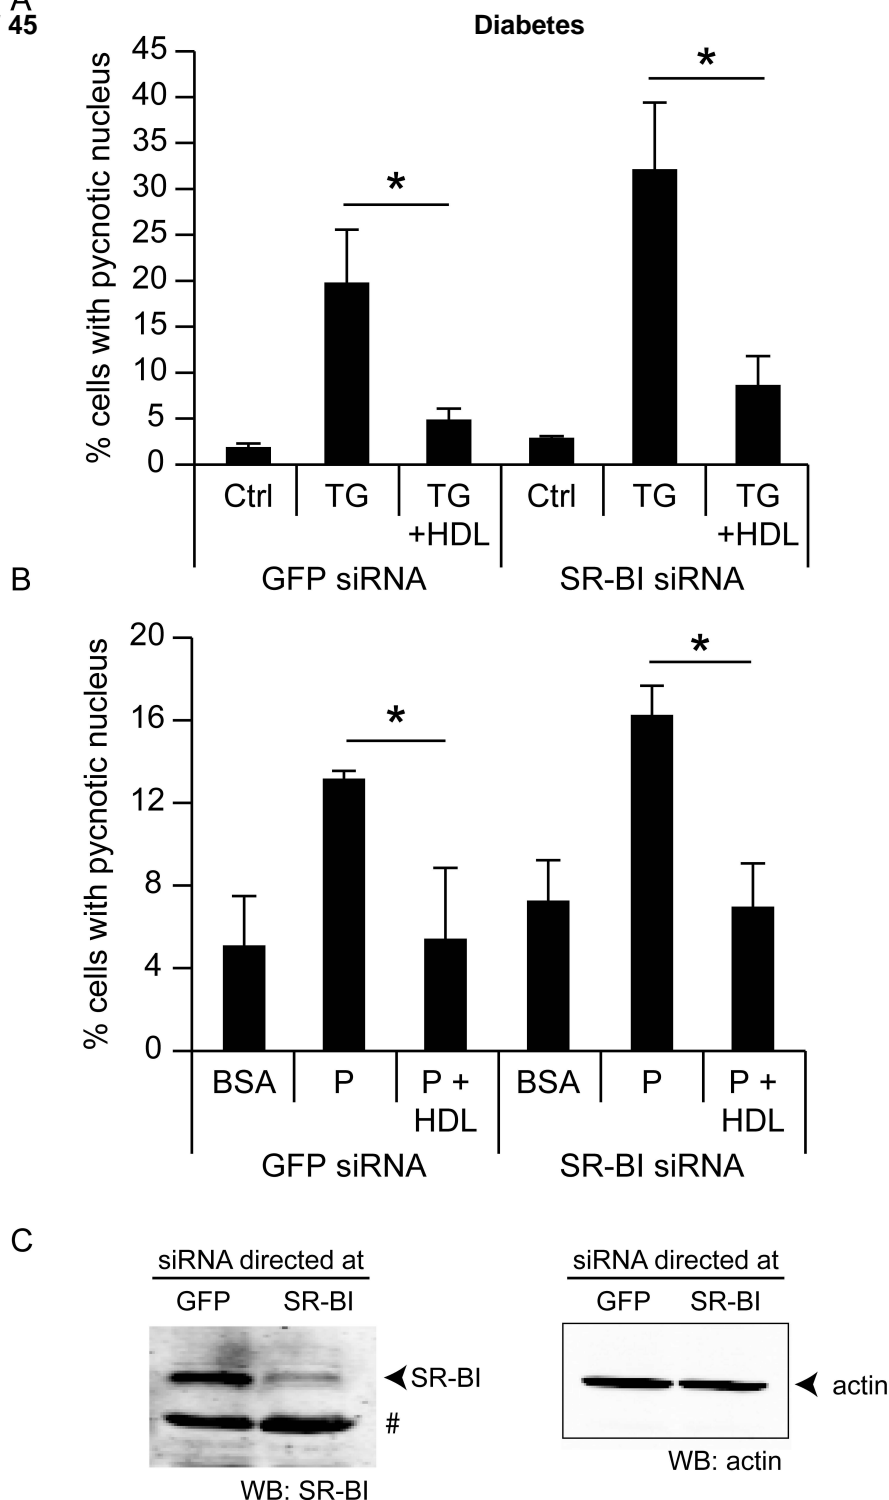 A
45 Diabetes
% cells with pycnotic nucleus
45
40
35
30
25
20
15
10
5
0
*
*
Ctrl TG TG Ctrl TG TG
+HDL +HDL
GFP siRNA SR-BI siRNA
B
% cells with pycnotic nucleus
20
16
12
8
4
0
*
*
BSA P P + BSA P P +
HDL HDL
GFP siRNA SR-BI siRNA
C
siRNA directed at siRNA directed at
GFP SR-BI GFP SR-BI
SR-BI actin
#
WB: SR-BI WB: actin